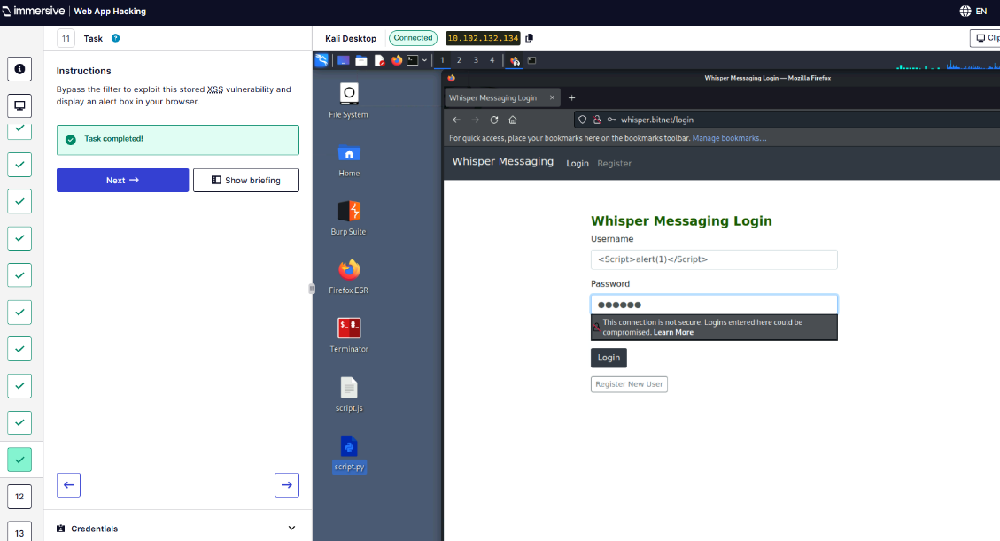 immersive | Web App Hacking
EN
11 Task
Kali Desktop Connected 10.102.132.134
Instructions
Bypass the filter to exploit this stored XSS vulnerability and
display an alert box in your browser.
Task completed!
Next → Show briefing
12
13
Credentials
1 2 3 4
File System
Home
Burp Suite
Firefox ESR
Terminator
script.js
script.py
Whisper Messaging Login — Mozilla Firefox
Whisper Messaging Login × +
whisper.bitnet/login
For quick access, place your bookmarks here on the bookmarks toolbar. Manage bookmarks…
Whisper Messaging Login Register
Whisper Messaging Login
Username
<Script>alert(1)</Script>
Password
●●●●●●
This connection is not secure. Logins entered here could be
compromised. Learn More
Login
Register New User